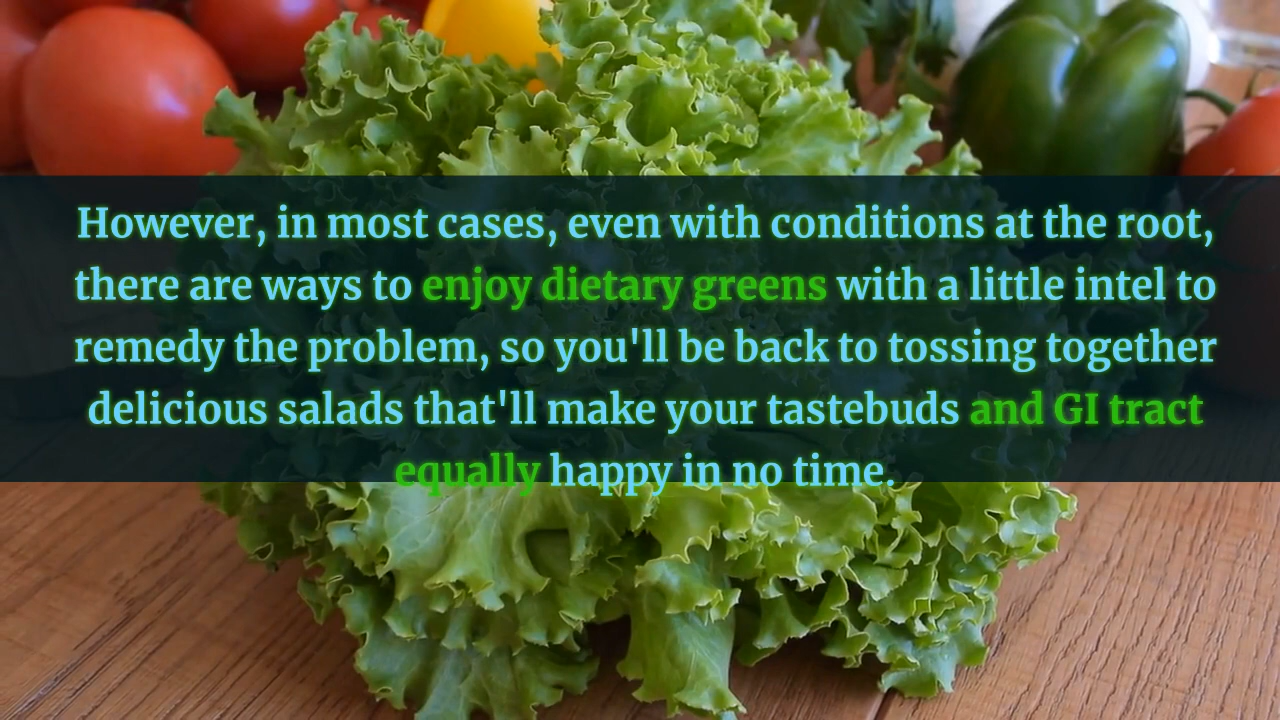 However, in most cases, even with conditions at the root,
there are ways to enjoy dietary greens with a little intel to
remedy the problem, so you'll be back to tossing together
delicious salads that'll make your tastebuds and GI tract
equally happy in no time.